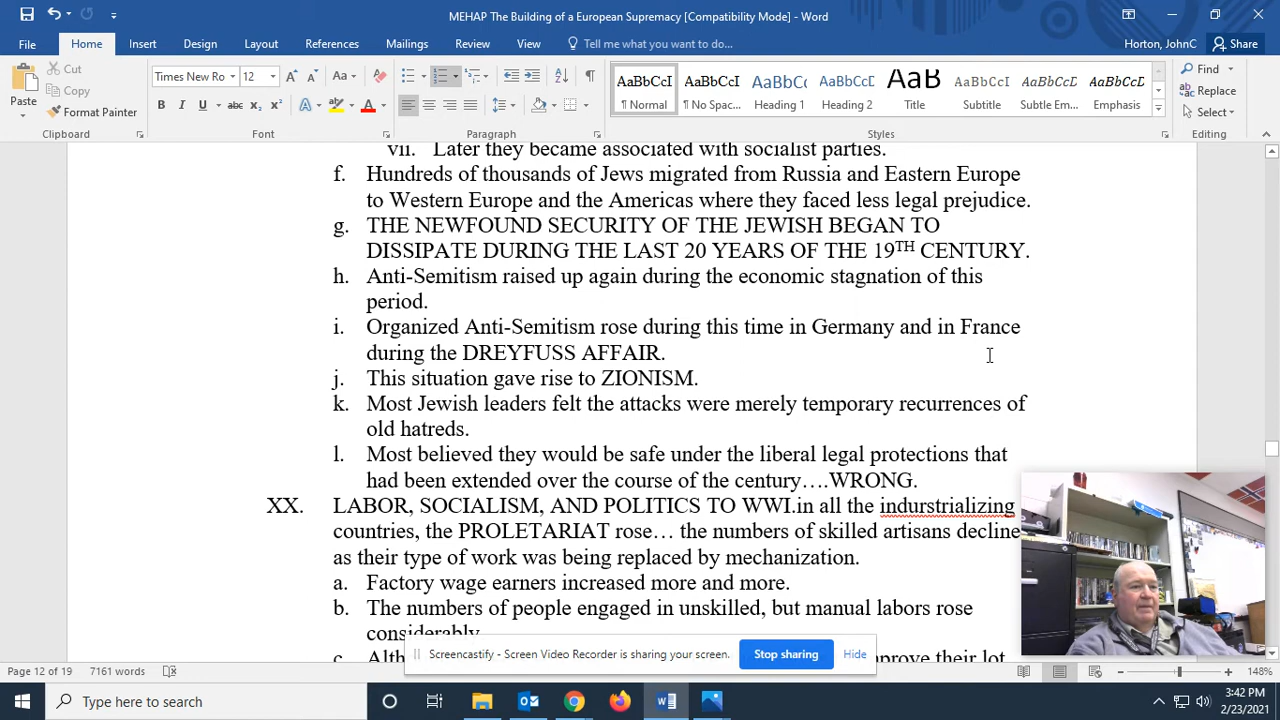 MEHAP The Building of a European Supremacy [Compatibility Mode] - Word
File Home Insert Design Layout References Mailings Review View Tell me what you want to do... Horton, JohnC Share
Paste Cut Copy Format Painter
Times New Ro 12
AaBbCcI AaBbCcI AaBbCc AaBbCcI AaB AaBbCcI AaBbCcI AaBbCcI
¶ Normal ¶ No Spac... Heading Heading 2 Title Subtitle Subtle Em... Emphasis
Find Replace Select
Clipboard Font Paragraph Styles Editing
vii. Later they became associated with socialist parties.
f. Hundreds of thousands of Jews migrated from Russia and Eastern Europe
to Western Europe and the Americas where they faced less legal prejudice.
g. THE NEWFOUND SECURITY OF THE JEWISH BEGAN TO
DISSIPATE DURING THE LAST 20 YEARS OF THE 19TH CENTURY.
h. Anti-Semitism raised up again during the economic stagnation of this
period.
i. Organized Anti-Semitism rose during this time in Germany and in France
during the DREYFUSS AFFAIR.
j. This situation gave rise to ZIONISM.
k. Most Jewish leaders felt the attacks were merely temporary recurrences of
old hatreds.
l. Most believed they would be safe under the liberal legal protections that
had been extended over the course of the century….WRONG.
XX. LABOR, SOCIALISM, AND POLITICS TO WWI.in all the indurstrializing
countries, the PROLETARIAT rose… the numbers of skilled artisans decline
as their type of work was being replaced by mechanization.
a. Factory wage earners increased more and more.
b. The numbers of people engaged in unskilled, but manual labors rose
considerably
Screencastify - Screen Video Recorder is sharing your screen. Stop sharing Hide
Page 12 of 19 7161 words 148%
Type here to search
3:42 PM
2/23/2021